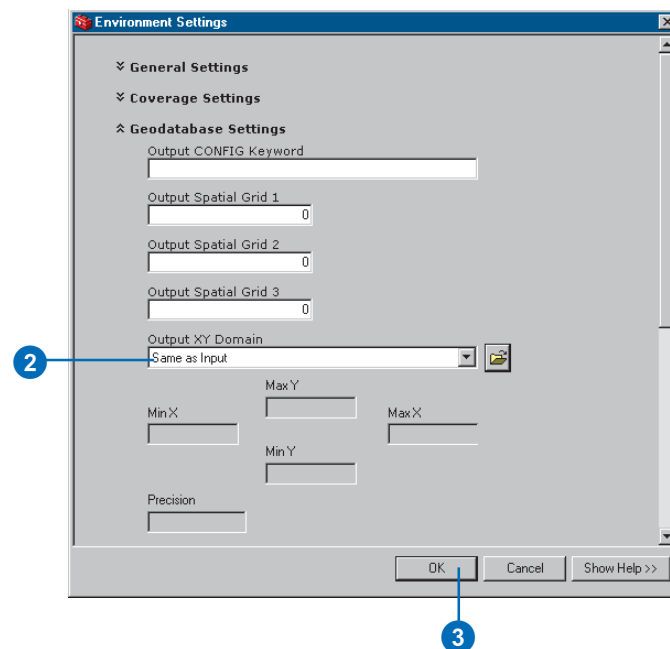 Environment Settings
General Settings
Coverage Settings
Geodatabase Settings
Output CONFIG Keyword
Output Spatial Grid 1
0
Output Spatial Grid 2
0
Output Spatial Grid 3
0
Output XY Domain
2
Same as Input
Max Y
Min X
Max X
Min Y
Precision
OK
Cancel
Show Help >>
3